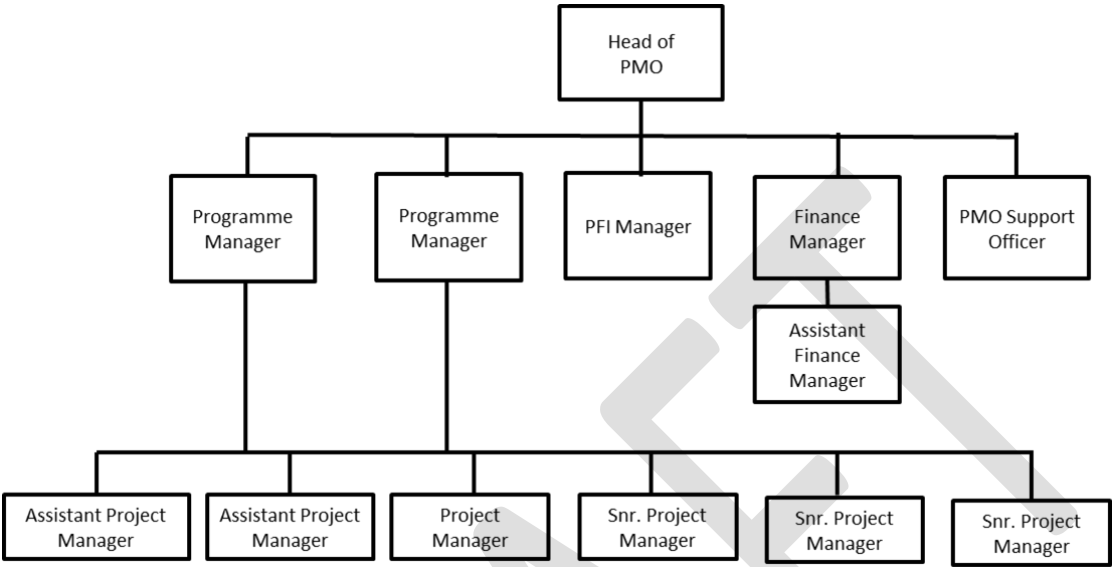 Head of
PMO
Programme
Manager
Programme
Manager
PFI Manager
Finance
Manager
PMO Support
Officer
Assistant
Finance
Manager
Assistant Project
Manager
Assistant Project
Manager
Project
Manager
Snr. Project
Manager
Snr. Project
Manager
Snr. Project
Manager